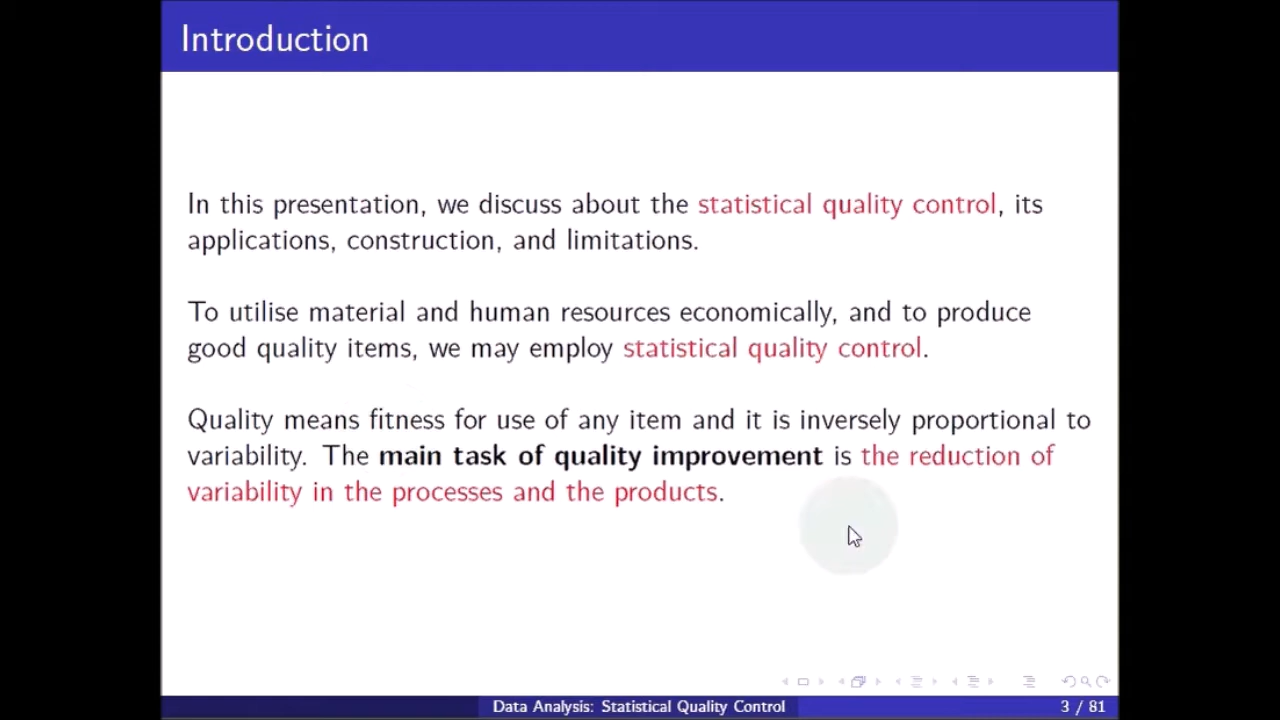 Introduction
In this presentation, we discuss about the statistical quality control, its
applications, construction, and limitations.
To utilise material and human resources economically, and to produce
good quality items, we may employ statistical quality control.
Quality means fitness for use of any item and it is inversely proportional to
variability. The main task of quality improvement is the reduction of
variability in the processes and the products.
Data Analysis: Statistical Quality Control
3 / 81